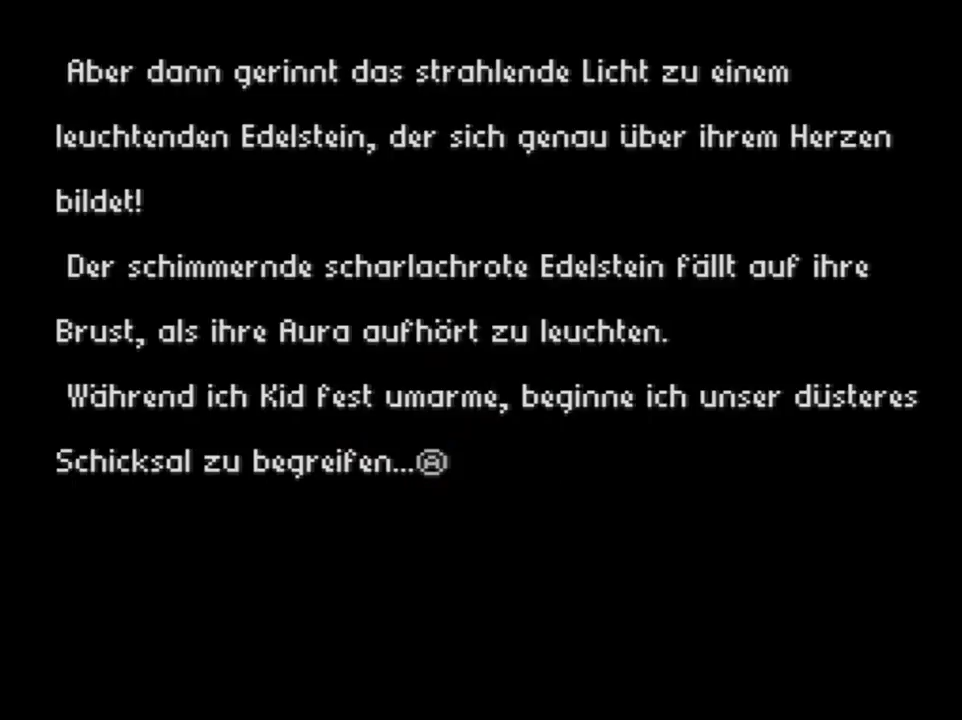 Aber dann gerinnt das strahlende Licht zu einem
leuchtenden Edelstein, der sich genau über ihrem Herzen
bildet!
Der schimmernde scharlachrote Edelstein fällt auf ihre
Brust, als ihre Aura aufhört zu leuchten.
Während ich Kid fest umarme, beginne ich unser düsteres
Schicksal zu begreifen...Ⓐ